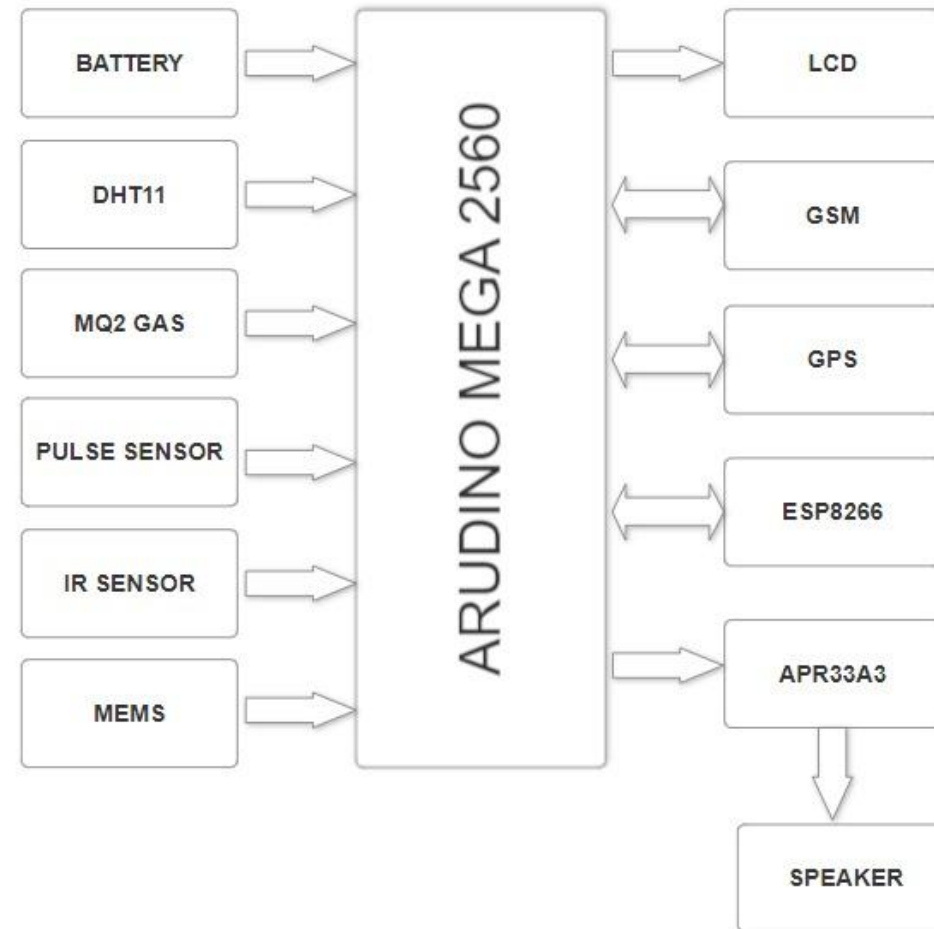 BATTERY
DHT11
MQ2 GAS
PULSE SENSOR
IR SENSOR
MEMS
ARUDINO MEGA 2560
LCD
GSM
GPS
ESP8266
APR33A3
SPEAKER